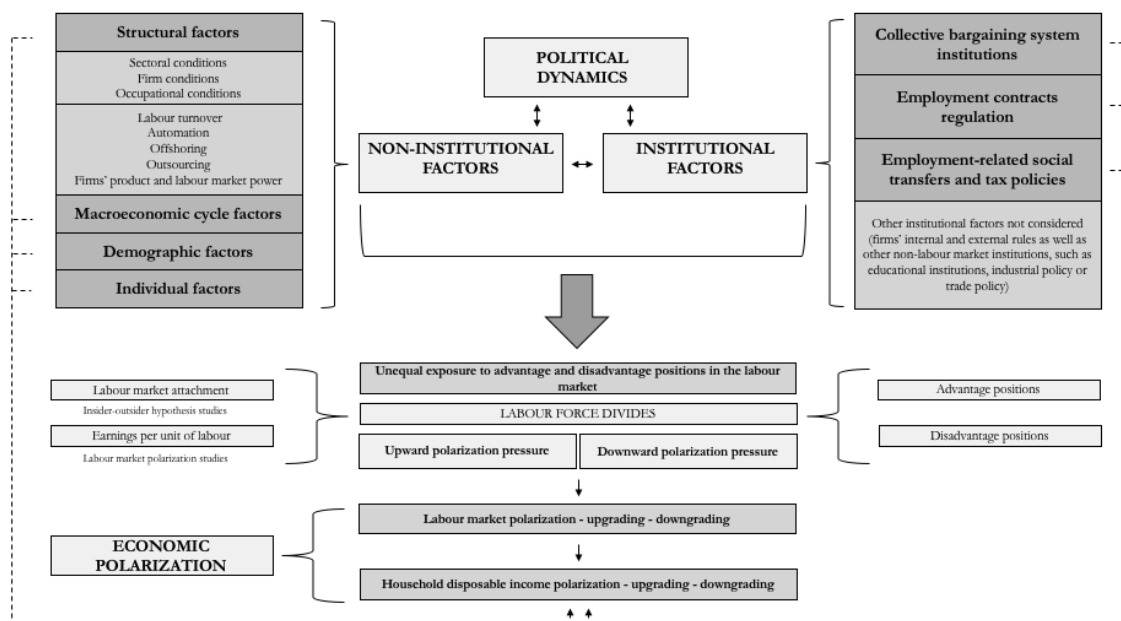 Structural factors
Sectoral conditions
Firm conditions
Occupational conditions
Labour turnover
Automation
Offshoring
Outsourcing
Firms' product and labour market power
Macroeconomic cycle factors
Demographic factors
Individual factors
POLITICAL
DYNAMICS
NON-INSTITUTIONAL
FACTORS
INSTITUTIONAL
FACTORS
Collective bargaining system
institutions
Employment contracts
regulation
Employment-related social
transfers and tax policies
Other institutional factors not considered
(firms' internal and external rules as well as
other non-labour market institutions, such as
educational institutions, industrial policy or
trade policy)
Unequal exposure to advantage and disadvantage positions in the labour
market
Labour market attachment
Insider-outsider hypothesis studies
Earnings per unit of labour
Labour market polarization studies
LABOUR FORCE DIVIDES
Upward polarization pressure
Downward polarization pressure
Advantage positions
Disadvantage positions
ECONOMIC
POLARIZATION
Labour market polarization - upgrading - downgrading
Household disposable income polarization - upgrading - downgrading